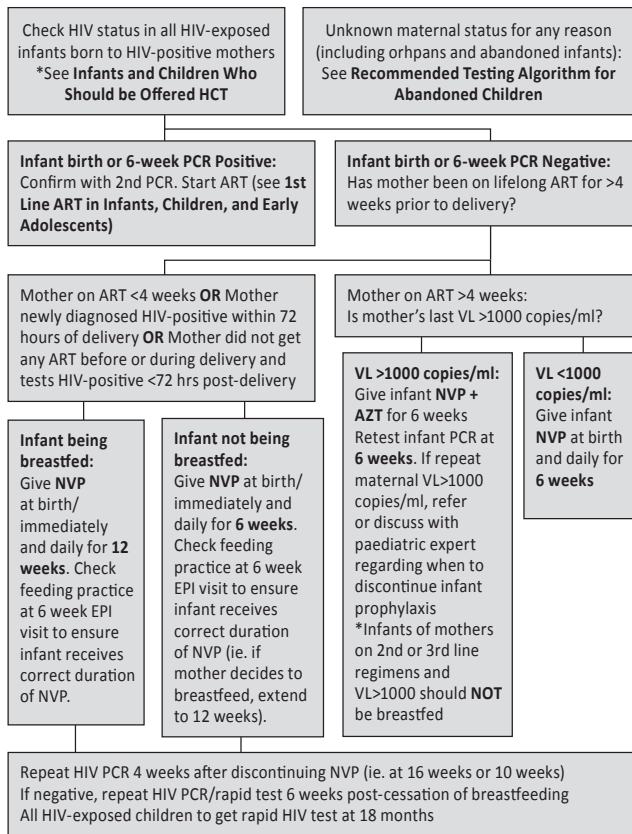 Check HIV status in all HIV-exposed
infants born to HIV-positive mothers
*See Infants and Children Who
Should be Offered HCT
Unknown maternal status for any reason
(including orhpans and abandoned infants):
See Recommended Testing Algorithm for
Abandoned Children
Infant birth or 6-week PCR Positive:
Confirm with 2nd PCR. Start ART (see 1st
Line ART in Infants, Children, and Early
Adolescents)
Infant birth or 6-week PCR Negative:
Has mother been on lifelong ART for >4
weeks prior to delivery?
Mother on ART <4 weeks OR Mother
newly diagnosed HIV-positive within 72
hours of delivery OR Mother did not get
any ART before or during delivery and
tests HIV-positive <72 hrs post-delivery
Mother on ART >4 weeks:
Is mother's last VL >1000 copies/ml?
Infant being
breastfed:
Give NVP
at birth/
immediately
and daily for 12
weeks. Check
feeding practice
at 6 week EPI
visit to ensure
infant receives
correct duration
of NVP.
Infant not being
breastfed:
Give NVP at birth/
immediately and
daily for 6 weeks.
Check feeding
practice at 6 week
EPI visit to ensure
infant receives
correct duration
of NVP (ie. if
mother decides to
breastfeed, extend
to 12 weeks).
VL >1000 copies/ml:
Give infant NVP +
AZT for 6 weeks
Retest infant PCR at
6 weeks. If repeat
maternal VL>1000
copies/ml, refer
or discuss with
paediatric expert
regarding when to
discontinue infant
prophylaxis
*Infants of mothers
on 2nd or 3rd line
regimens and
VL>1000 should NOT
be breastfed
VL <1000
copies/ml:
Give infant
NVP at birth
and daily for
6 weeks
Repeat HIV PCR 4 weeks after discontinuing NVP (ie. at 16 weeks or 10 weeks)
If negative, repeat HIV PCR/rapid test 6 weeks post-cessation of breastfeeding
All HIV-exposed children to get rapid HIV test at 18 months